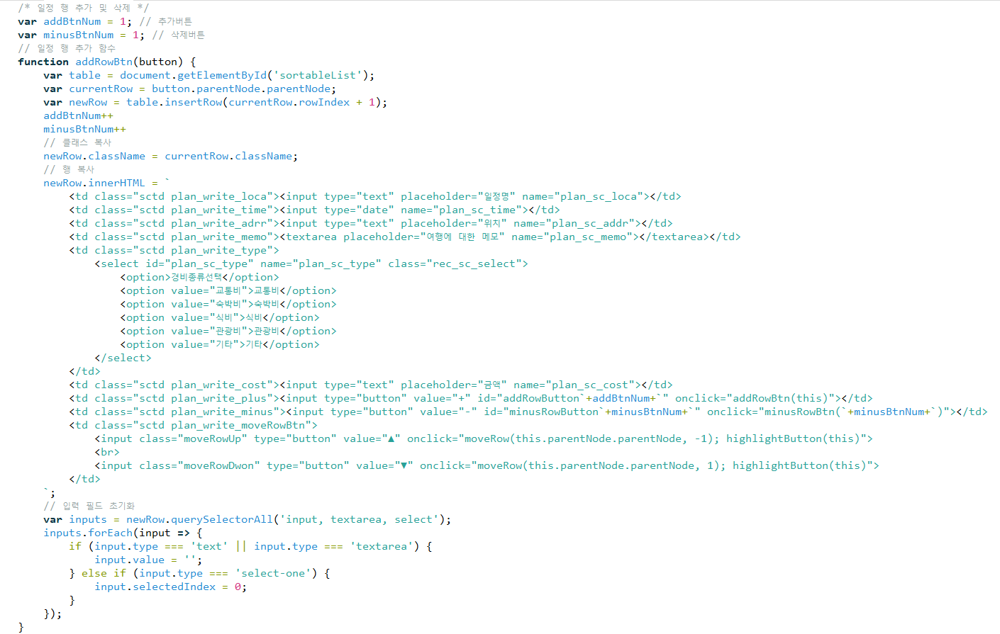 /* 일정 행 추가 및 삭제 */
var addBtnNum = 1; // 추가버튼
var minusBtnNum = 1; // 삭제버튼
// 일정 행 추가 함수
function addRowBtn(button) {
    var table = document.getElementById('sortableList');
    var currentRow = button.parentNode.parentNode;
    var newRow = table.insertRow(currentRow.rowIndex + 1);
    addBtnNum++
    minusBtnNum++
    // 클래스 복사
    newRow.className = currentRow.className;
    // 행 복사
    newRow.innerHTML = `
        <td class="sctd plan_write_loca"><input type="text" placeholder="일정명" name="plan_sc_loca"></td>
        <td class="sctd plan_write_time"><input type="date" name="plan_sc_time"></td>
        <td class="sctd plan_write_adrr"><input type="text" placeholder="위치" name="plan_sc_addr"></td>
        <td class="sctd plan_write_memo"><textarea placeholder="여행에 대한 메모" name="plan_sc_memo"></textarea></td>
        <td class="sctd plan_write_type">
            <select id="plan_sc_type" name="plan_sc_type" class="rec_sc_select">
                <option>경비종류선택</option>
                <option value="교통비">교통비</option>
                <option value="숙박비">숙박비</option>
                <option value="식비">식비</option>
                <option value="관광비">관광비</option>
                <option value="기타">기타</option>
            </select>
        </td>
        <td class="sctd plan_write_cost"><input type="text" placeholder="금액" name="plan_sc_cost"></td>
        <td class="sctd plan_write_plus"><input type="button" value="+" id="addRowButton`+addBtnNum+`" onclick="addRowBtn(this)"></td>
        <td class="sctd plan_write_minus"><input type="button" value="-" id="minusRowButton`+minusBtnNum+`" onclick="minusRowBtn(`+minusBtnNum+`)"></td>
        <td class="sctd plan_write_moveRowBtn">
            <input class="moveRowUp" type="button" value="▲" onclick="moveRow(this.parentNode.parentNode, -1); highlightButton(this)">
            <br>
            <input class="moveRowDwon" type="button" value="▼" onclick="moveRow(this.parentNode.parentNode, 1); highlightButton(this)">
        </td>
    `;
    // 입력 필드 초기화
    var inputs = newRow.querySelectorAll('input, textarea, select');
    inputs.forEach(input => {
        if (input.type === 'text' || input.type === 'textarea') {
            input.value = '';
        } else if (input.type === 'select-one') {
            input.selectedIndex = 0;
        }
    });
}